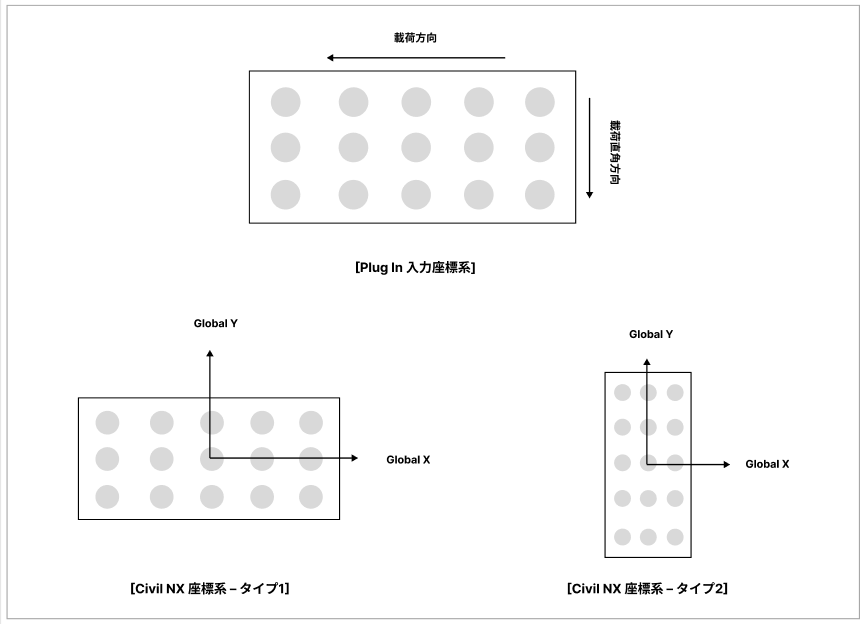 載荷方向
載荷直角方向
[Plug In 入力座標系]
Global Y
Global X
[Civil NX 座標系 – タイプ1]
Global Y
Global X
[Civil NX 座標系 – タイプ2]